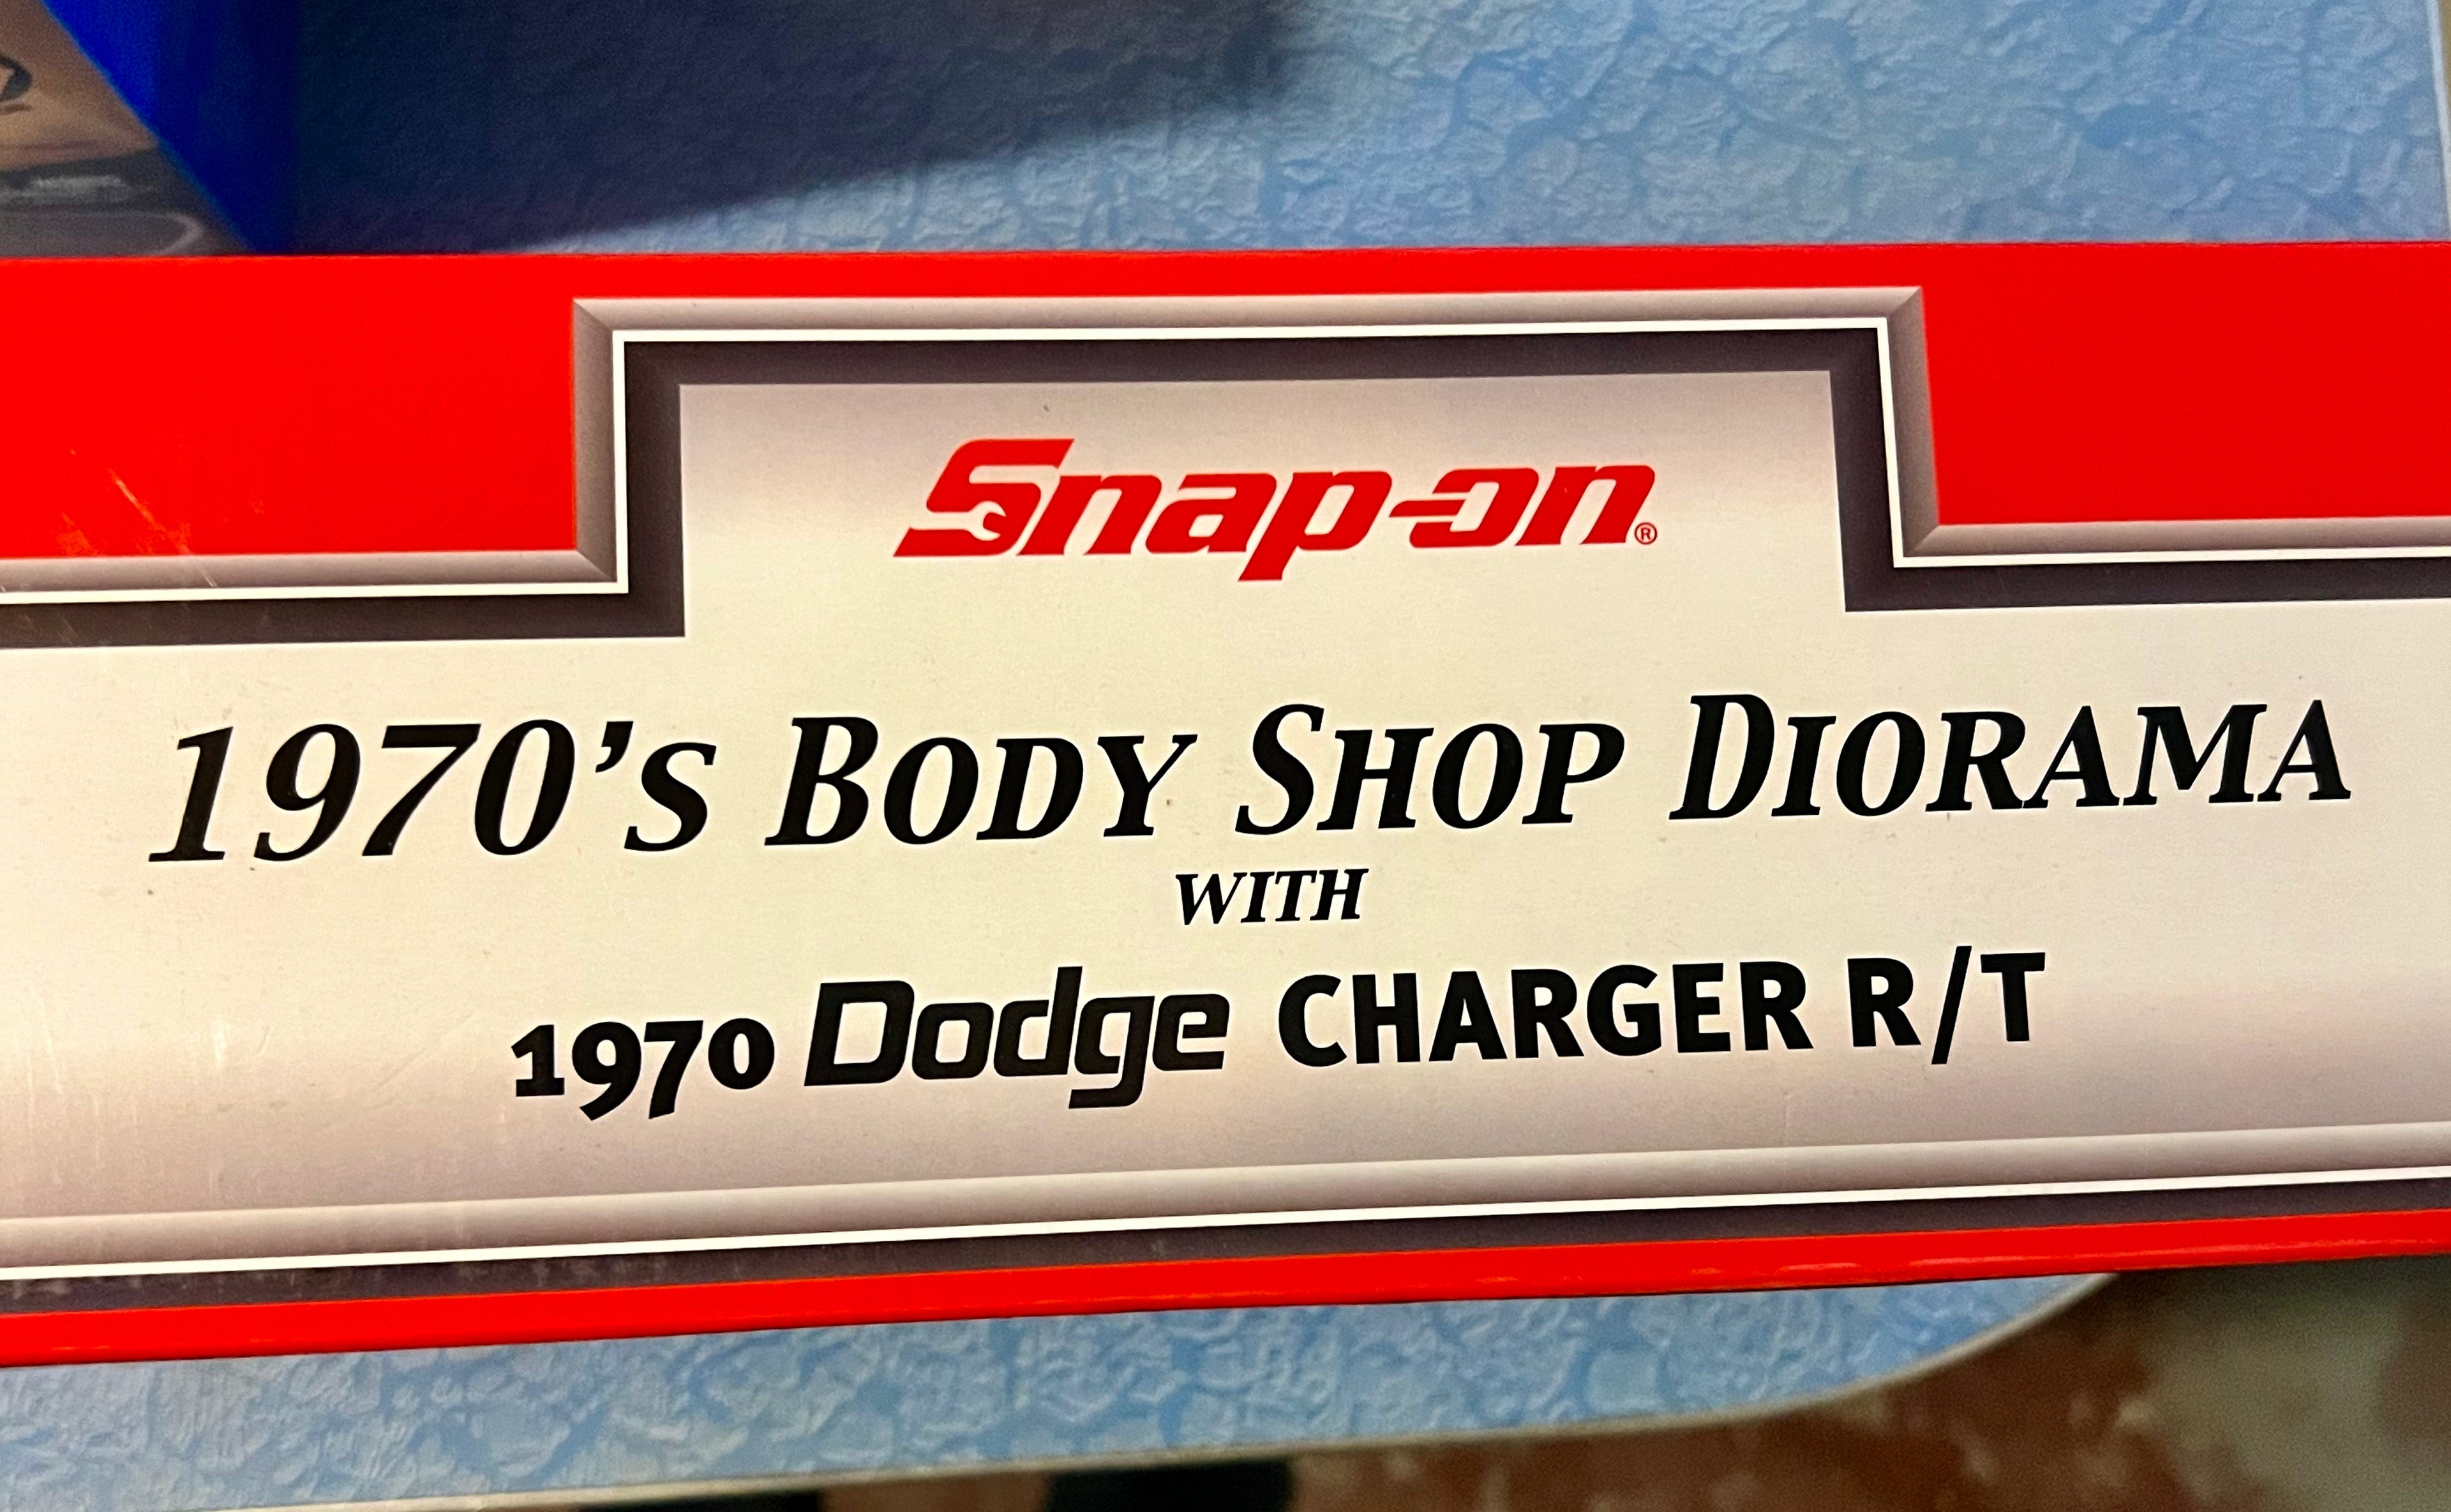 Snap-on®
1970's BODY SHOP DIORAMA
WITH
1970 Dodge CHARGER R/T